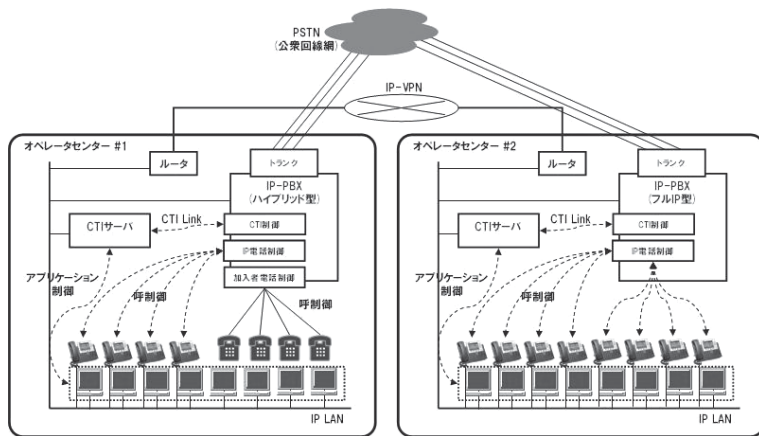 PSTN
(公衆回線網)
IP-VPN
オペレータセンター #1
ルータ
トランク
IP-PBX
(ハイブリッド型)
CTIサーバ
CTI Link
CTI制御
IP電話制御
加入者電話制御
アプリケーション
制御
呼制御
呼制御
IP LAN
オペレータセンター #2
ルータ
トランク
IP-PBX
(フルIP型)
CTIサーバ
CTI Link
CTI制御
IP電話制御
アプリケーション
制御
呼制御
IP LAN